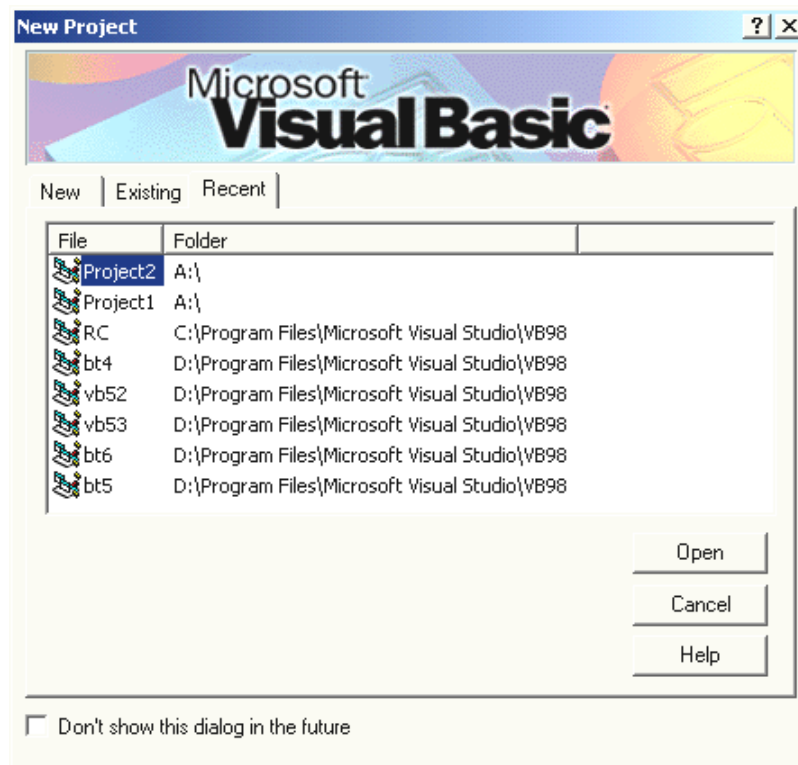 New Project
Microsoft
Visual Basic
New Existing Recent
File Folder
Project2 A:\
Project1 A:\
RC C:\Program Files\Microsoft Visual Studio\VB98
bt4 D:\Program Files\Microsoft Visual Studio\VB98
vb52 D:\Program Files\Microsoft Visual Studio\VB98
vb53 D:\Program Files\Microsoft Visual Studio\VB98
bt6 D:\Program Files\Microsoft Visual Studio\VB98
bt5 D:\Program Files\Microsoft Visual Studio\VB98
Open
Cancel
Help
Don't show this dialog in the future